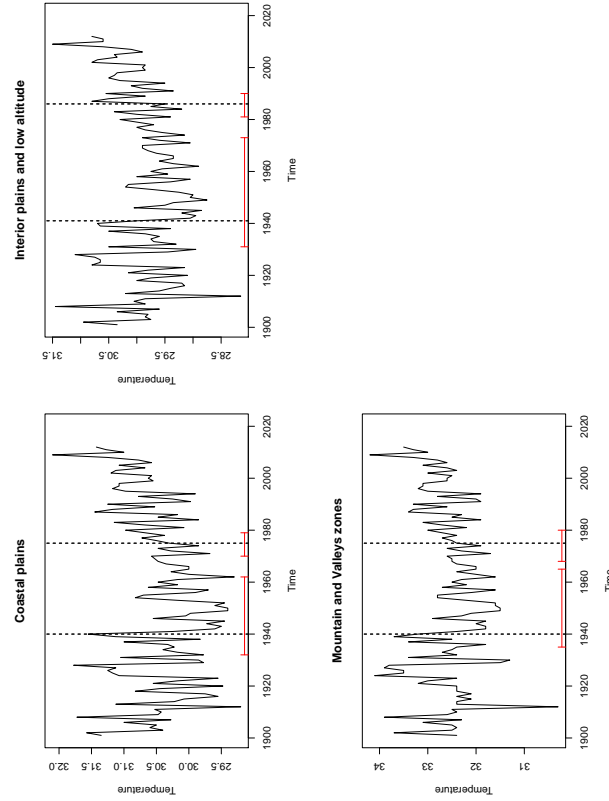 Coastal plains
Temperature
32.0
31.5
31.0
30.5
30.0
29.5
1900 1920 1940 1960 1980 2000 2020
Time
Interior plains and low altitude
Temperature
31.5
30.5
29.5
28.5
1900 1920 1940 1960 1980 2000 2020
Time
Mountain and Valleys zones
Temperature
34
33
32
31
1900 1920 1940 1960 1980 2000 2020
Time